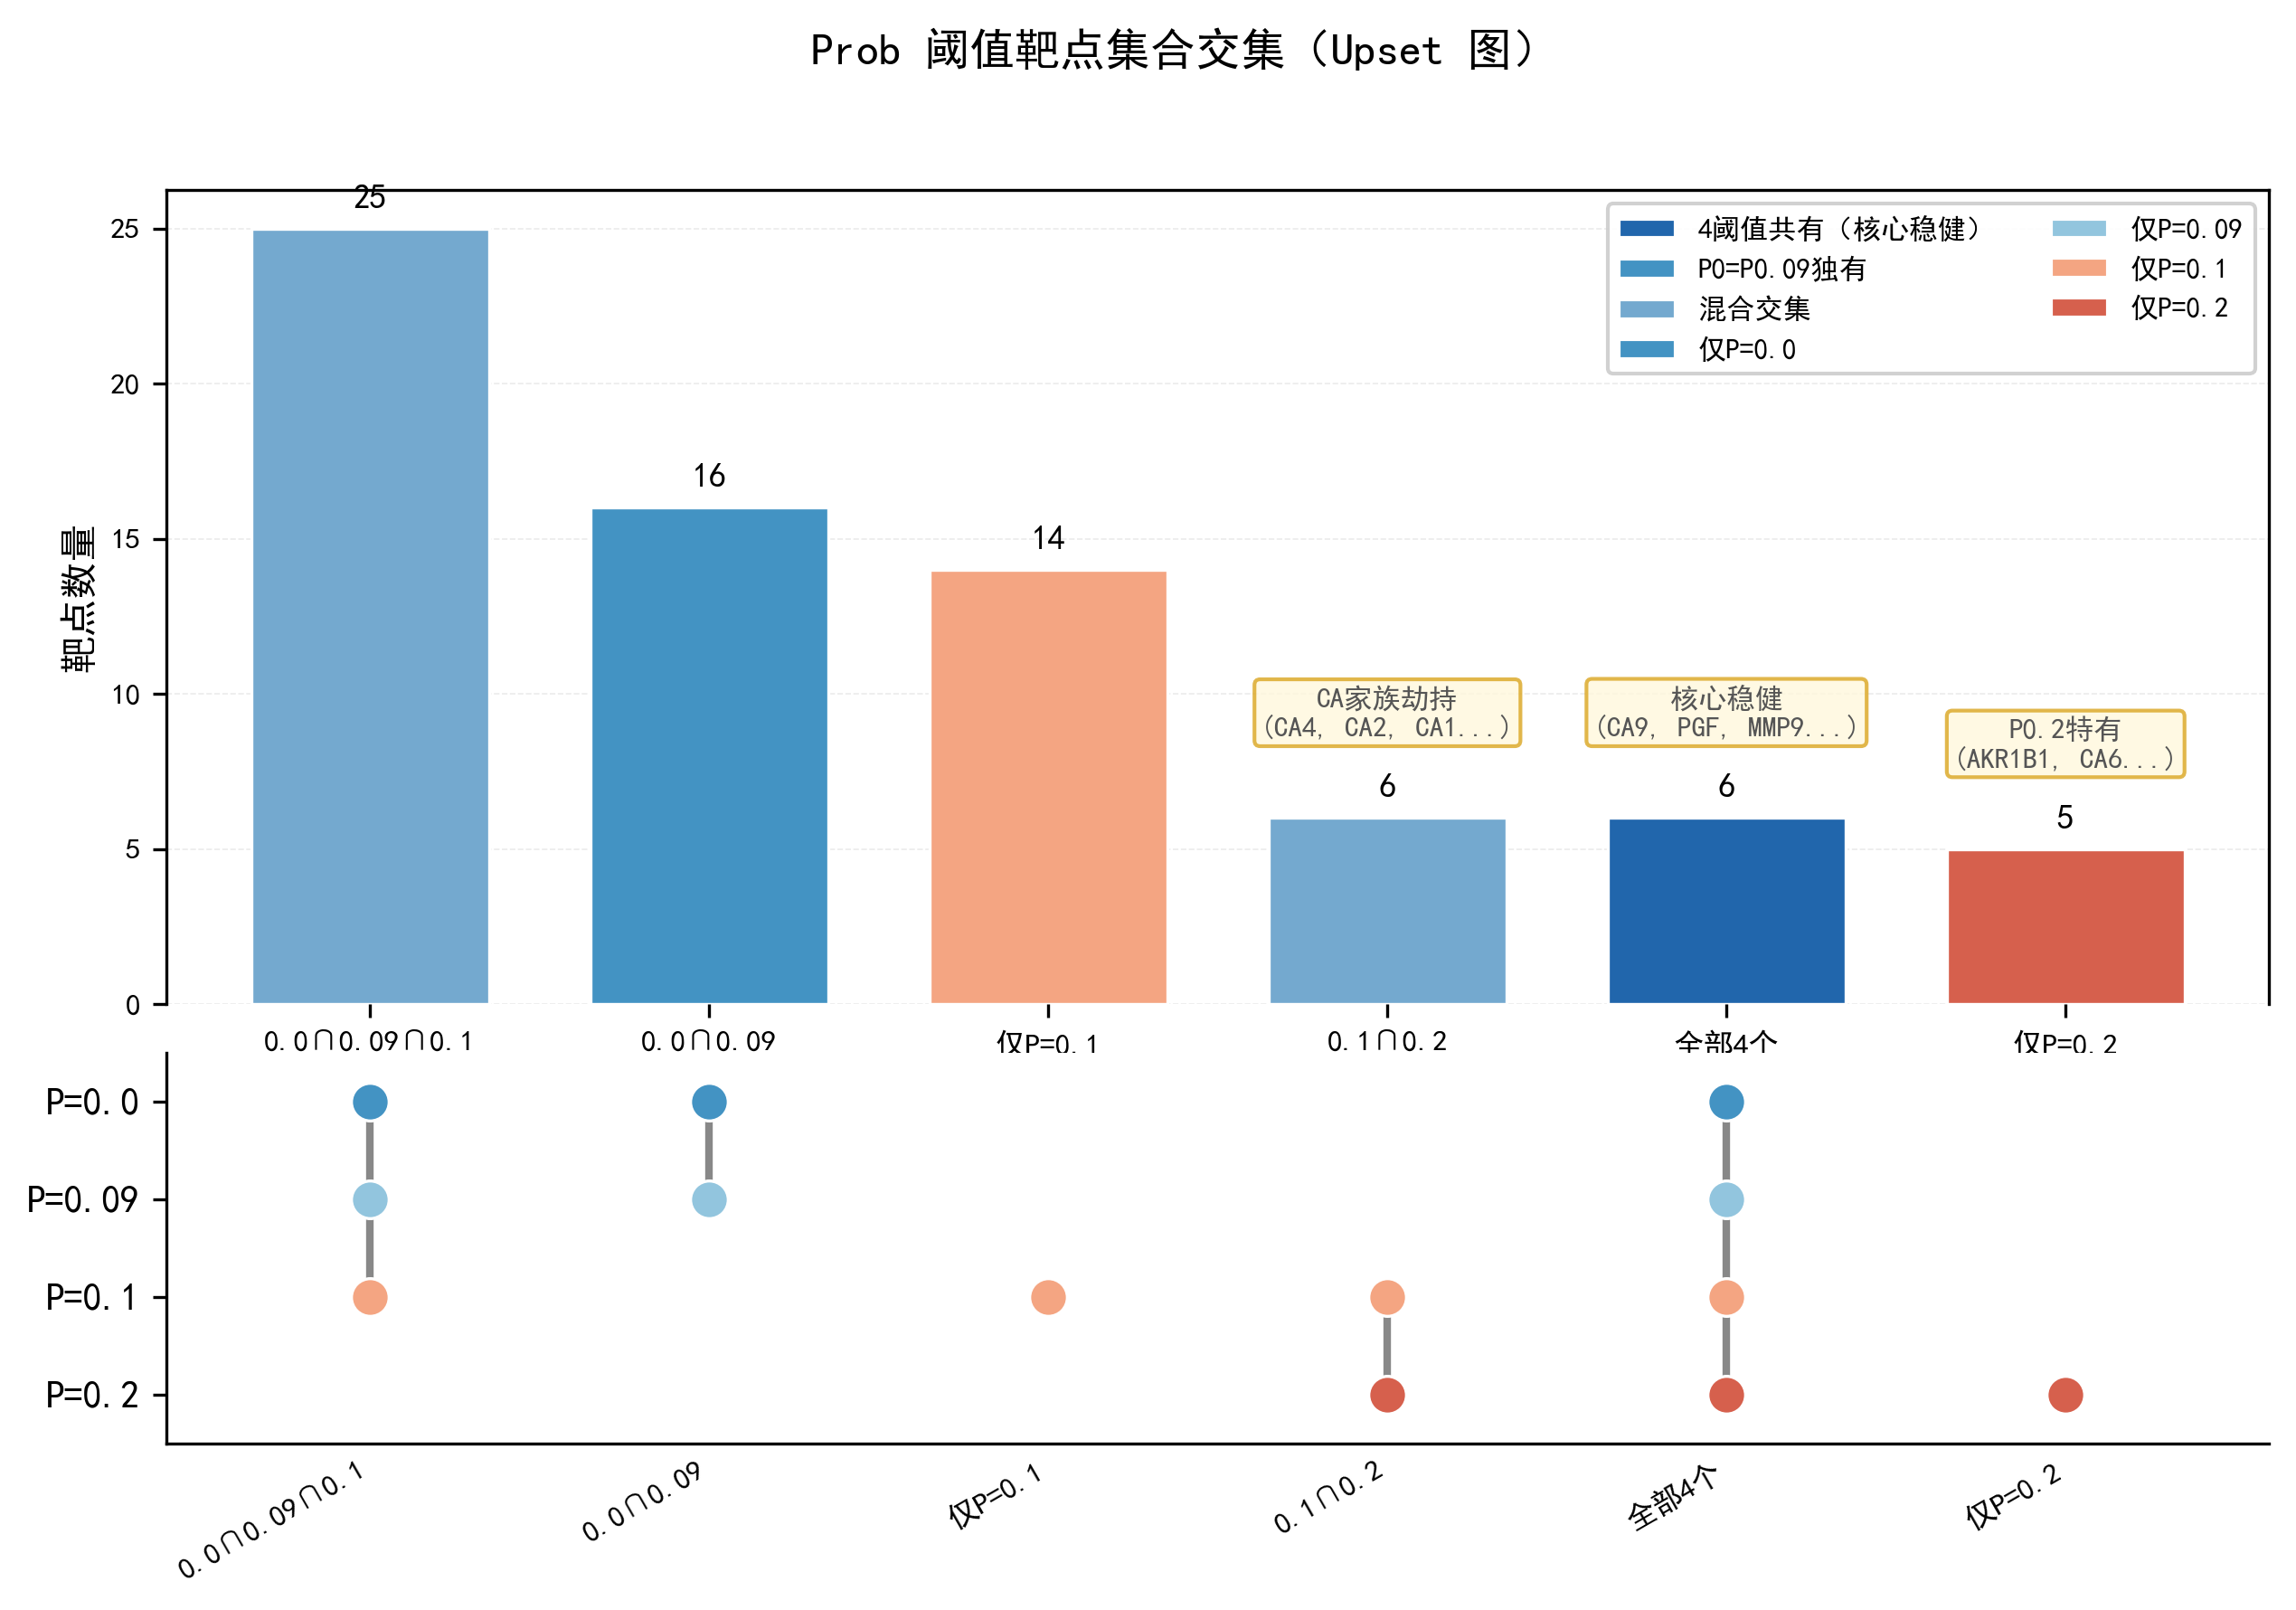 Prob 阈值靶点集合交集（Upset 图）
靶点数量
25
20
15
10
5
0
25
16
14
6
6
5
4阈值共有（核心稳健）
P0=P0.09独有
混合交集
仅P=0.0
仅P=0.09
仅P=0.1
仅P=0.2
CA家族劫持
(CA4, CA2, CA1...)
核心稳健
(CA9, PGF, MMP9...)
P0.2特有
(AKR1B1, CA6...)
0.0∩0.09∩0.1
0.0∩0.09
仅P=0.1
0.1∩0.2
全部4个
仅P=0.2
P=0.0
P=0.09
P=0.1
P=0.2
0.0∩0.09∩0.1
0.0∩0.09
仅P=0.1
0.1∩0.2
全部4个
仅P=0.2